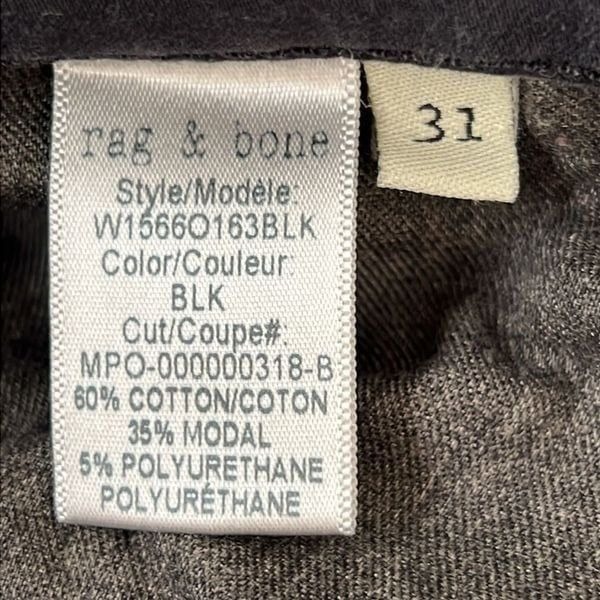 rag & bone
Style/Modèle:
W1566O163BLK
Color/Couleur:
BLK
Cut/Coupe#:
MPO-000000318-B
60% COTTON/COTON
35% MODAL
5% POLYURETHANE
POLYURÉTHANE
31